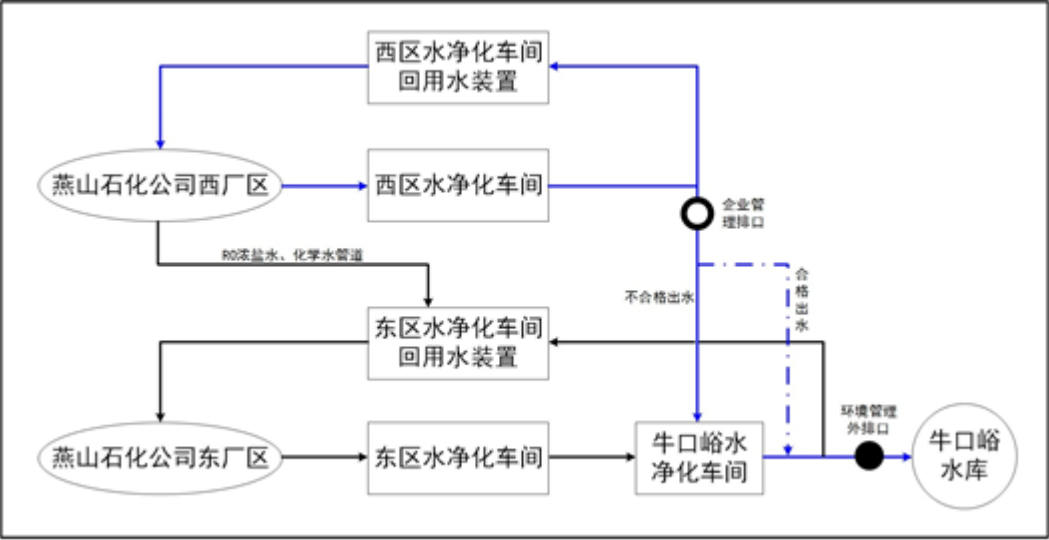 西区水净化车间
回用水装置
燕山石化公司西厂区
西区水净化车间
企业管
理排口
RO浓盐水、化学水管道
合
格
出
水
不合格出水
东区水净化车间
回用水装置
环境管理
外排口
燕山石化公司东厂区
东区水净化车间
牛口峪水
净化车间
牛口峪
水库